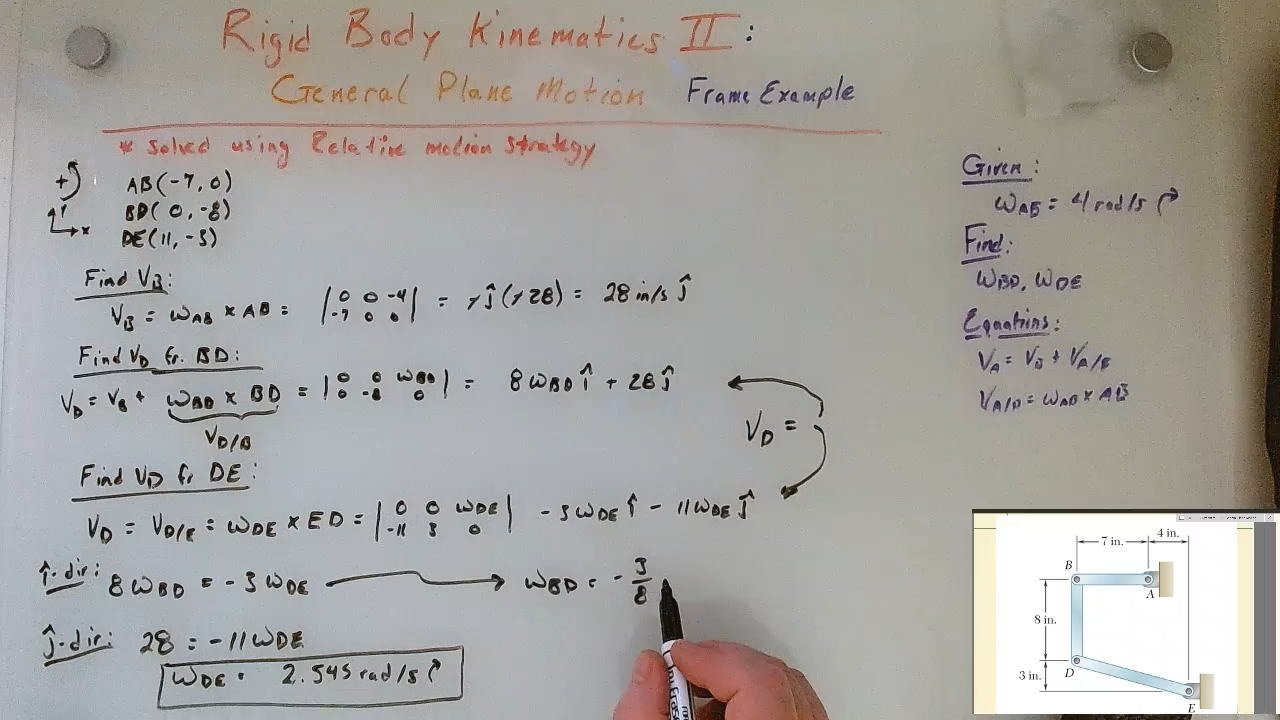 Rigid Body Kinematics II:
General Plane Motion Frame Example
* Solved using Relative motion Strategy
+
y
x
AB(-7, 0)
BD(0, -8)
DE(11, -3)
Find VB:
VB = ωAB × AB = | 0 0 -4 | = -ĵ(-28) = 28 in/s ĵ
-7 0 0
Find VD fr. BD:
VD = VB + ωBD × BD = | 0 0 ωBD | = 8ωBD î + 28 ĵ
0 -8 0
VD/B
VD =
Find VD fr DE:
VD = VD/E = ωDE × ED = | 0 0 ωDE | -3ωDE î - 11ωDE ĵ
-11 3 0
î-dir: 8ωBD = -3ωDE → ωBD = -3/8
ĵ-dir: 28 = -11ωDE
ωDE = 2.545 rad/s
Given:
ωAB = 4 rad/s
Find:
ωBD, ωDE
Equations:
VA = VB + VA/B
VA/B = ωAB × AB
7 in.
4 in.
B
A
8 in.
D
3 in.
E